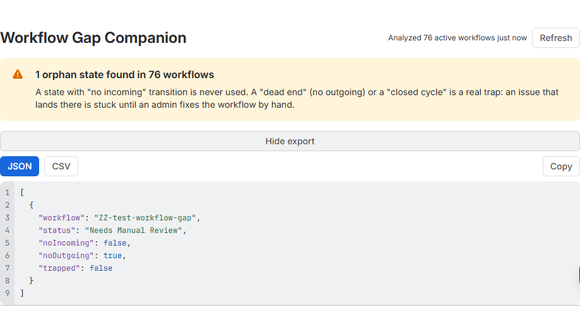 Workflow Gap Companion
Analyzed 76 active workflows just now
Refresh
1 orphan state found in 76 workflows
A state with "no incoming" transition is never used. A "dead end" (no outgoing) or a "closed cycle" is a real trap: an issue that
lands there is stuck until an admin fixes the workflow by hand.
Hide export
JSON
CSV
Copy
1 [
2   {
3     "workflow": "ZZ-test-workflow-gap",
4     "status": "Needs Manual Review",
5     "noIncoming": false,
6     "noOutgoing": true,
7     "trapped": false
8   }
9 ]